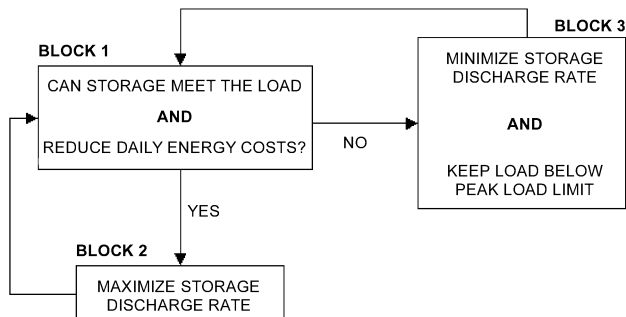 BLOCK 1
CAN STORAGE MEET THE LOAD
AND
REDUCE DAILY ENERGY COSTS?
NO
YES
BLOCK 2
MAXIMIZE STORAGE
DISCHARGE RATE
BLOCK 3
MINIMIZE STORAGE
DISCHARGE RATE
AND
KEEP LOAD BELOW
PEAK LOAD LIMIT